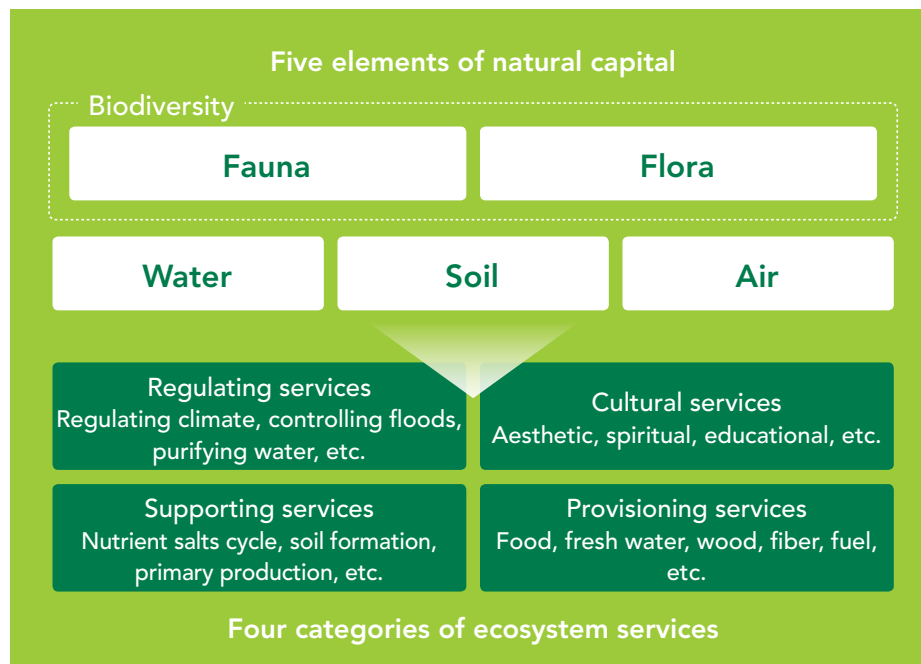 Five elements of natural capital
Biodiversity
Fauna
Flora
Water
Soil
Air
Regulating services
Regulating climate, controlling floods,
purifying water, etc.
Cultural services
Aesthetic, spiritual, educational, etc.
Supporting services
Nutrient salts cycle, soil formation,
primary production, etc.
Provisioning services
Food, fresh water, wood, fiber, fuel,
etc.
Four categories of ecosystem services